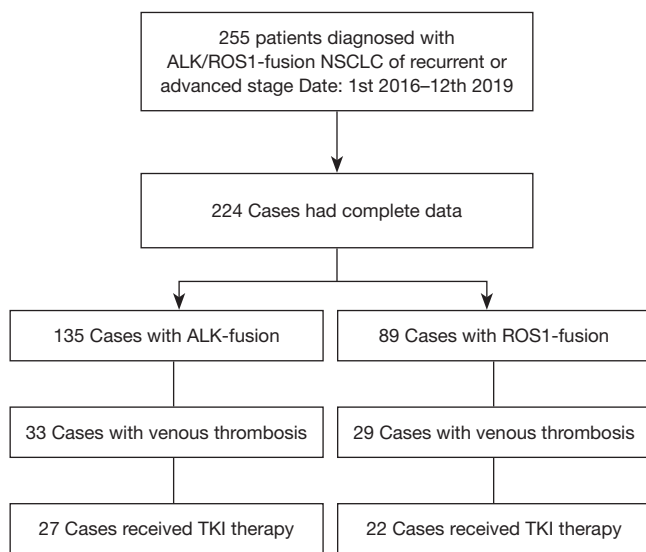 255 patients diagnosed with
ALK/ROS1-fusion NSCLC of recurrent or
advanced stage Date: 1st 2016–12th 2019
224 Cases had complete data
135 Cases with ALK-fusion
89 Cases with ROS1-fusion
33 Cases with venous thrombosis
29 Cases with venous thrombosis
27 Cases received TKI therapy
22 Cases received TKI therapy